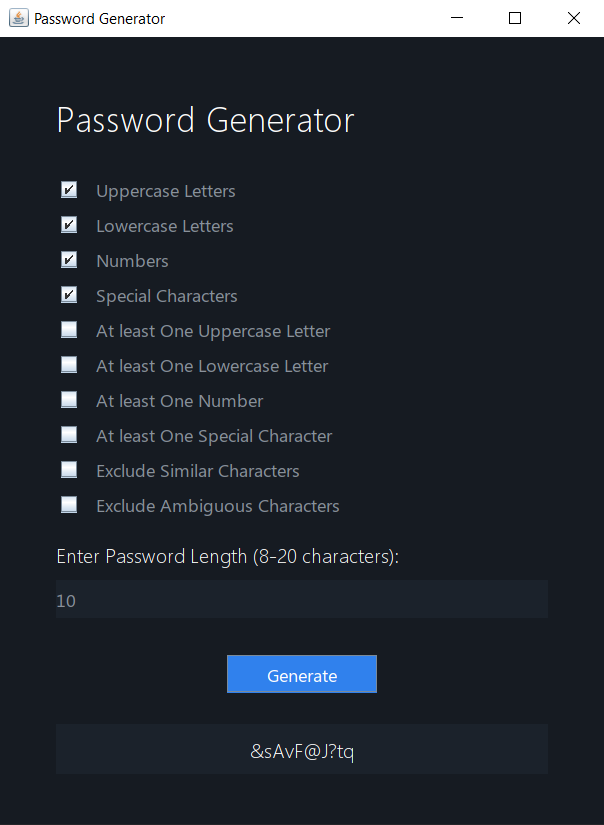 Password Generator
Password Generator
Uppercase Letters
Lowercase Letters
Numbers
Special Characters
At least One Uppercase Letter
At least One Lowercase Letter
At least One Number
At least One Special Character
Exclude Similar Characters
Exclude Ambiguous Characters
Enter Password Length (8-20 characters):
10
Generate
&sAvF@J?tq